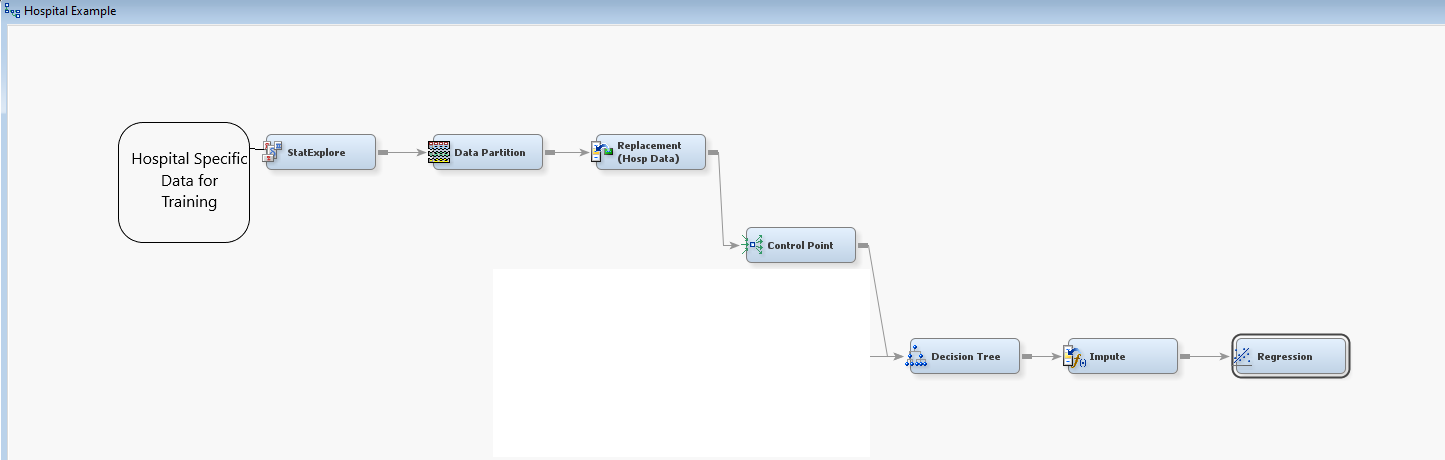 Hospital Example
Hospital Specific
Data for
Training
StatExplore
Data Partition
Replacement
(Hosp Data)
Control Point
Decision Tree
Impute
Regression